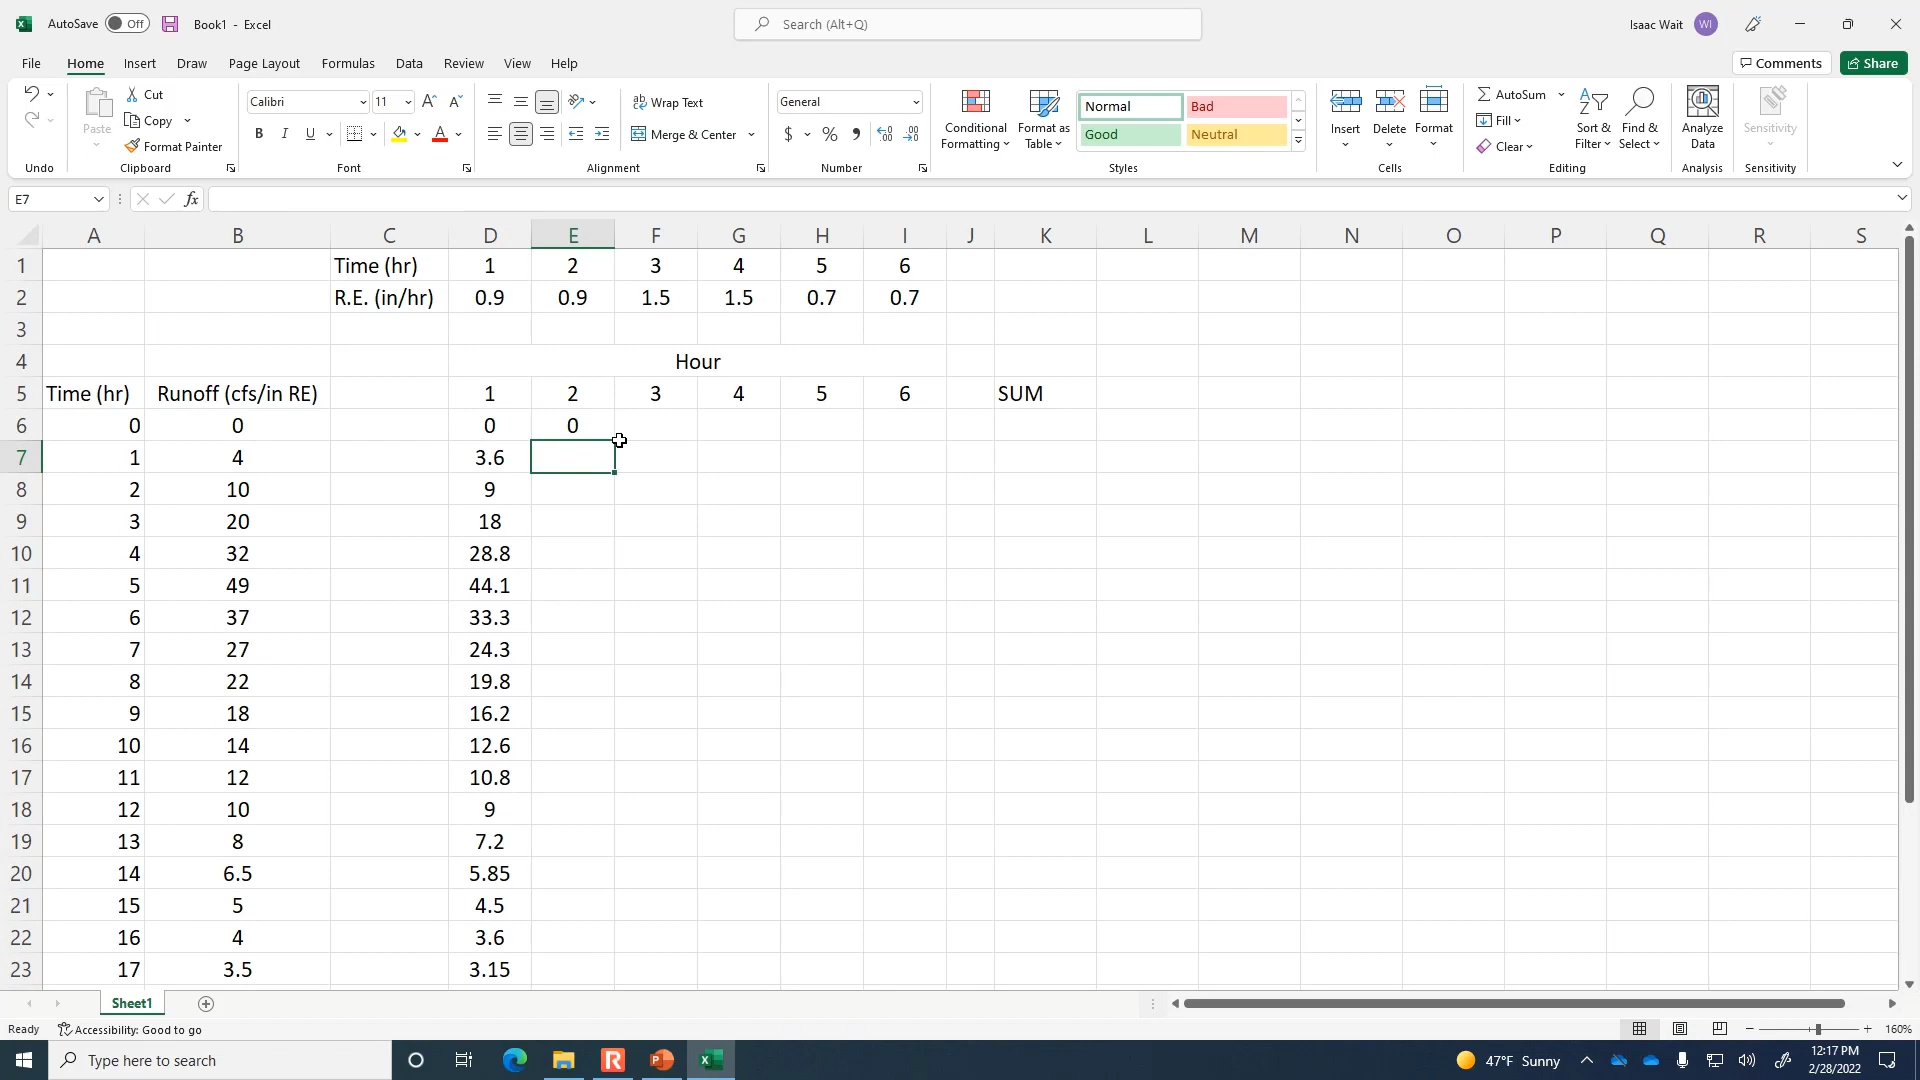 AutoSave Off Book1 - Excel Search (Alt+Q) Isaac Wait WI
File Home Insert Draw Page Layout Formulas Data Review View Help Comments Share
Paste Cut Copy Format Painter
Calibri 11
Wrap Text Merge & Center
General
Conditional Formatting Format as Table
Normal Bad Good Neutral
Insert Delete Format
AutoSum Fill Clear Sort & Filter Find & Select
Analyze Data Sensitivity
Undo Clipboard Font Alignment Number Styles Cells Editing Analysis Sensitivity
E7 fx
A B C D E F G H I J K L M N O P Q R S
1 Time (hr) 1 2 3 4 5 6
2 R.E. (in/hr) 0.9 0.9 1.5 1.5 0.7 0.7
3
4 Hour
5 Time (hr) Runoff (cfs/in RE) 1 2 3 4 5 6 SUM
6 0 0 0 0
7 1 4 3.6
8 2 10 9
9 3 20 18
10 4 32 28.8
11 5 49 44.1
12 6 37 33.3
13 7 27 24.3
14 8 22 19.8
15 9 18 16.2
16 10 14 12.6
17 11 12 10.8
18 12 10 9
19 13 8 7.2
20 14 6.5 5.85
21 15 5 4.5
22 16 4 3.6
23 17 3.5 3.15
Sheet1
Ready Accessibility: Good to go 160%
Type here to search 47°F Sunny 12:17 PM
2/28/2022